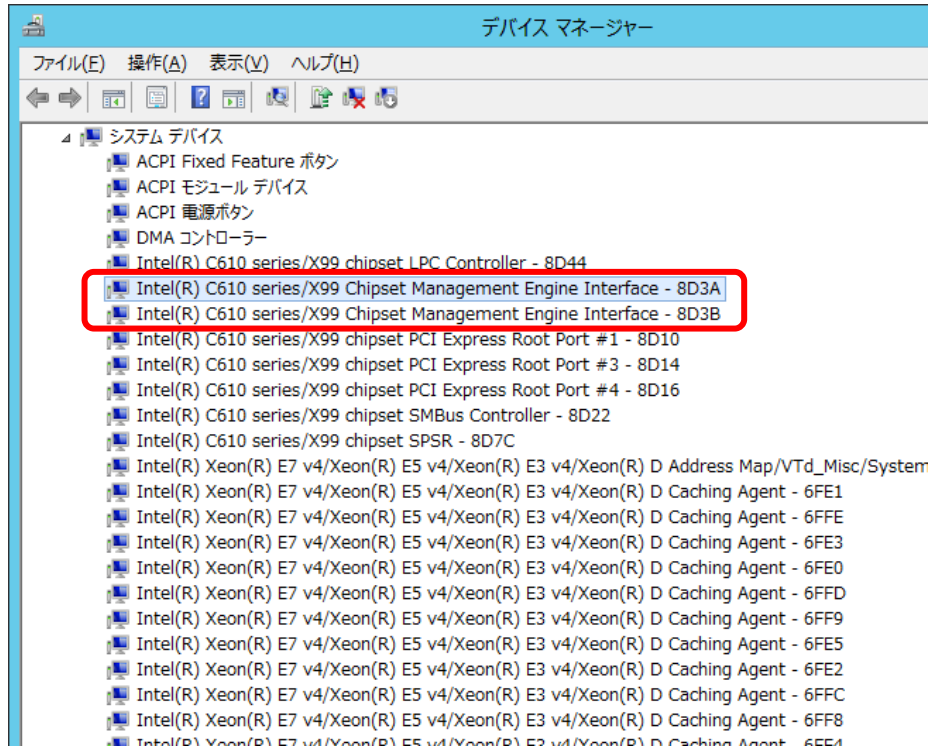 デバイス マネージャー
ファイル(F) 操作(A) 表示(V) ヘルプ(H)
システム デバイス
ACPI Fixed Feature ボタン
ACPI モジュール デバイス
ACPI 電源ボタン
DMA コントローラー
Intel(R) C610 series/X99 chipset LPC Controller - 8D44
Intel(R) C610 series/X99 Chipset Management Engine Interface - 8D3A
Intel(R) C610 series/X99 Chipset Management Engine Interface - 8D3B
Intel(R) C610 series/X99 chipset PCI Express Root Port #1 - 8D10
Intel(R) C610 series/X99 chipset PCI Express Root Port #3 - 8D14
Intel(R) C610 series/X99 chipset PCI Express Root Port #4 - 8D16
Intel(R) C610 series/X99 chipset SMBus Controller - 8D22
Intel(R) C610 series/X99 chipset SPSR - 8D7C
Intel(R) Xeon(R) E7 v4/Xeon(R) E5 v4/Xeon(R) E3 v4/Xeon(R) D Address Map/VTd_Misc/System
Intel(R) Xeon(R) E7 v4/Xeon(R) E5 v4/Xeon(R) E3 v4/Xeon(R) D Caching Agent - 6FE1
Intel(R) Xeon(R) E7 v4/Xeon(R) E5 v4/Xeon(R) E3 v4/Xeon(R) D Caching Agent - 6FFE
Intel(R) Xeon(R) E7 v4/Xeon(R) E5 v4/Xeon(R) E3 v4/Xeon(R) D Caching Agent - 6FE3
Intel(R) Xeon(R) E7 v4/Xeon(R) E5 v4/Xeon(R) E3 v4/Xeon(R) D Caching Agent - 6FE0
Intel(R) Xeon(R) E7 v4/Xeon(R) E5 v4/Xeon(R) E3 v4/Xeon(R) D Caching Agent - 6FFD
Intel(R) Xeon(R) E7 v4/Xeon(R) E5 v4/Xeon(R) E3 v4/Xeon(R) D Caching Agent - 6FF9
Intel(R) Xeon(R) E7 v4/Xeon(R) E5 v4/Xeon(R) E3 v4/Xeon(R) D Caching Agent - 6FE5
Intel(R) Xeon(R) E7 v4/Xeon(R) E5 v4/Xeon(R) E3 v4/Xeon(R) D Caching Agent - 6FE2
Intel(R) Xeon(R) E7 v4/Xeon(R) E5 v4/Xeon(R) E3 v4/Xeon(R) D Caching Agent - 6FFC
Intel(R) Xeon(R) E7 v4/Xeon(R) E5 v4/Xeon(R) E3 v4/Xeon(R) D Caching Agent - 6FF8
Intel(R) Xeon(R) E7 v4/Xeon(R) E5 v4/Xeon(R) E3 v4/Xeon(R) D Caching Agent - 6FE4